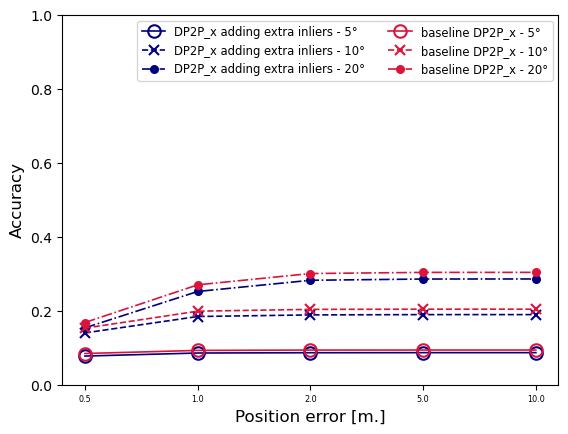 DP2P_x adding extra inliers - 5°
DP2P_x adding extra inliers - 10°
DP2P_x adding extra inliers - 20°
baseline DP2P_x - 5°
baseline DP2P_x - 10°
baseline DP2P_x - 20°
1.0
0.8
0.6
0.4
0.2
0.0
Accuracy
0.5 1.0 2.0 5.0 10.0
Position error [m.]